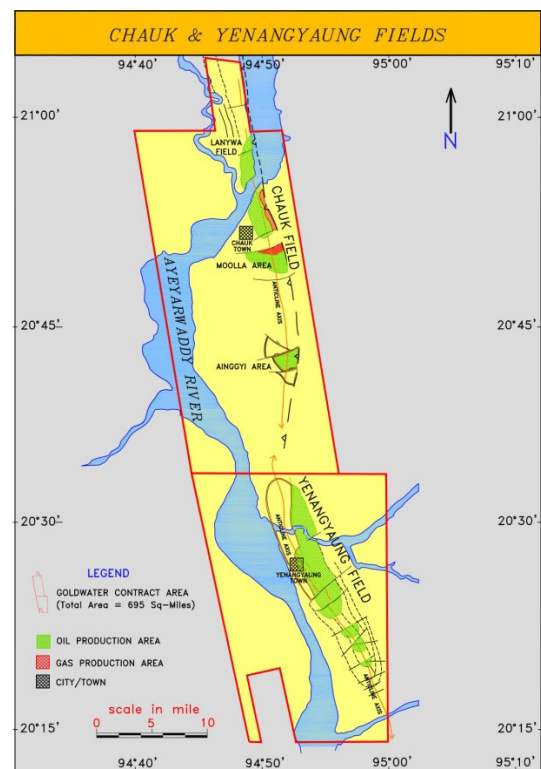 CHAUK & YENANGYAUNG FIELDS
94°40' 94°50' 95°00' 95°10'
21°00' 21°00'
N
LANYWA
FIELD
CHAUK FIELD
CHAUK
TOWN
MOOLLA AREA
ANTICLINE AXIS
AYEYARWADDY RIVER
20°45' 20°45'
AINGGYI AREA
YENANGYAUNG FIELD
20°30' 20°30'
ANTICLINE AXIS
YENANGYAUNG
TOWN
ANTICLINE AXIS
LEGEND
GOLDWATER CONTRACT AREA
(Total Area = 695 Sq-Miles)
OIL PRODUCTION AREA
GAS PRODUCTION AREA
CITY/TOWN
scale in mile
0 5 10
20°15' 20°15'
94°40' 94°50' 95°00' 95°10'